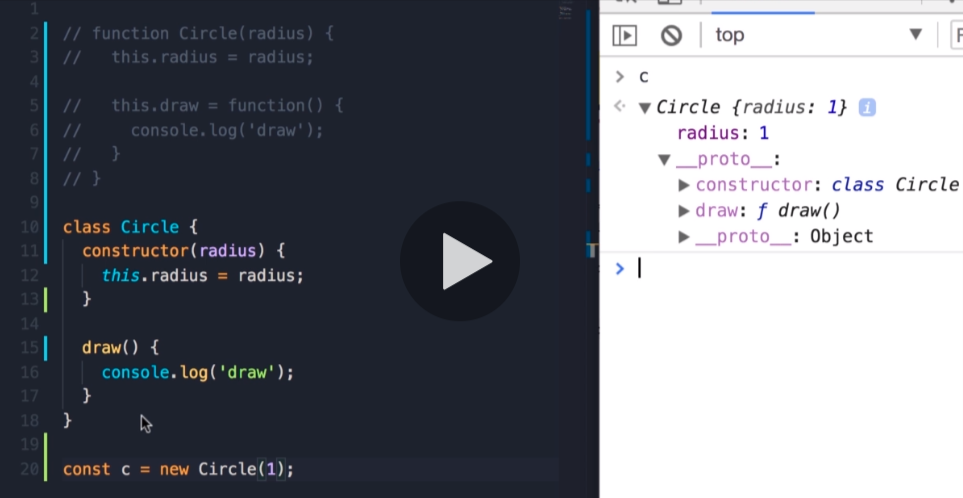 1
2 // function Circle(radius) {
3 //   this.radius = radius;
4
5 //   this.draw = function() {
6 //     console.log('draw');
7 //   }
8 // }
9
10 class Circle {
11   constructor(radius) {
12     this.radius = radius;
13   }
14
15   draw() {
16     console.log('draw');
17   }
18 }
19
20 const c = new Circle(1);
top
> c
Circle {radius: 1} i
radius: 1
__proto__:
constructor: class Circle
draw: ƒ draw()
__proto__: Object
>